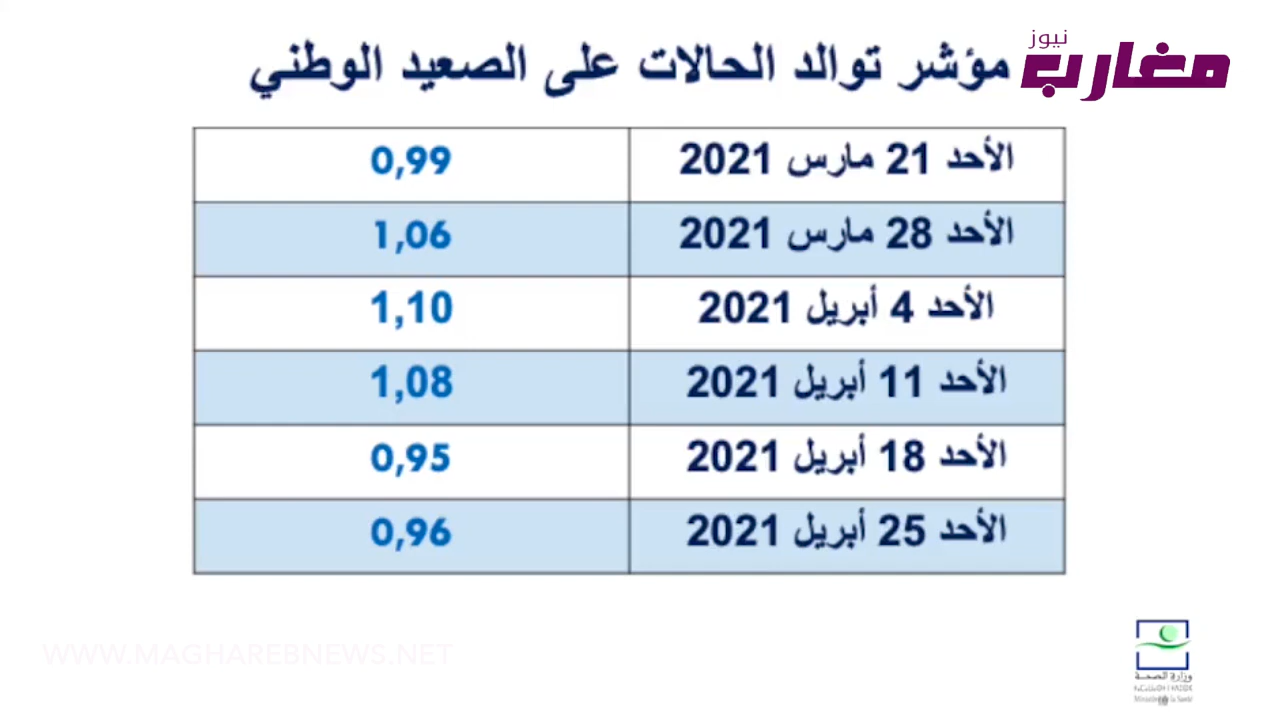 نيوز
مغارب
مؤشر توالد الحالات على الصعيد الوطني
الأحد 21 مارس 2021 0,99
الأحد 28 مارس 2021 1,06
الأحد 4 أبريل 2021 1,10
الأحد 11 أبريل 2021 1,08
الأحد 18 أبريل 2021 0,95
الأحد 25 أبريل 2021 0,96
WWW.MAGHAREBNEWS.NET
وزارة الصحة